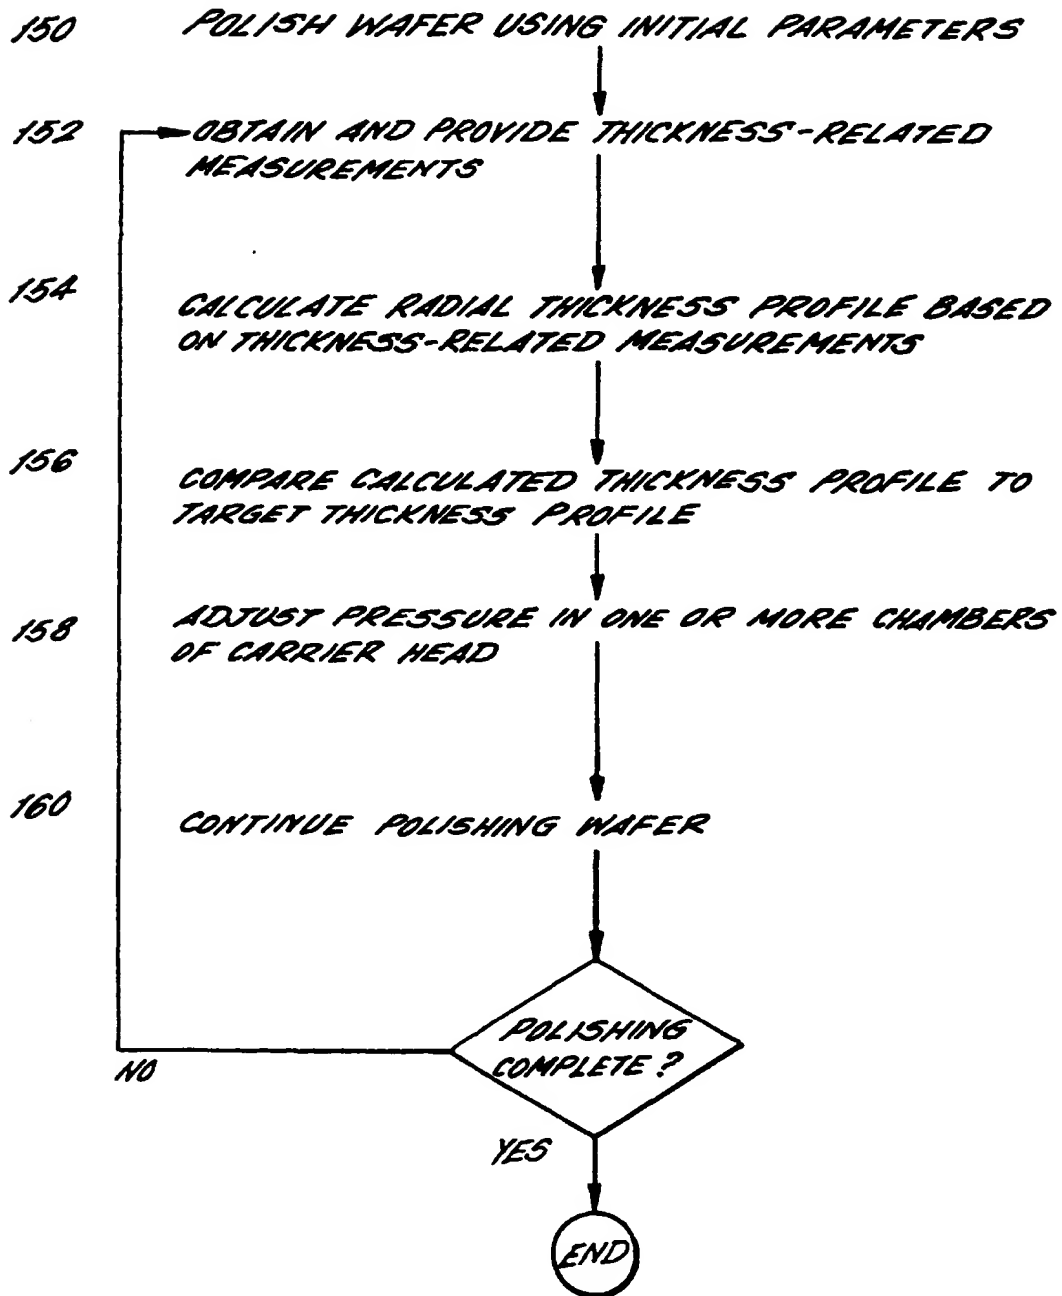 150 POLISH WAFER USING INITIAL PARAMETERS
152 OBTAIN AND PROVIDE THICKNESS-RELATED
MEASUREMENTS
154 CALCULATE RADIAL THICKNESS PROFILE BASED
ON THICKNESS-RELATED MEASUREMENTS
156 COMPARE CALCULATED THICKNESS PROFILE TO
TARGET THICKNESS PROFILE
158 ADJUST PRESSURE IN ONE OR MORE CHAMBERS
OF CARRIER HEAD
160 CONTINUE POLISHING WAFER
POLISHING
COMPLETE?
NO
YES
END